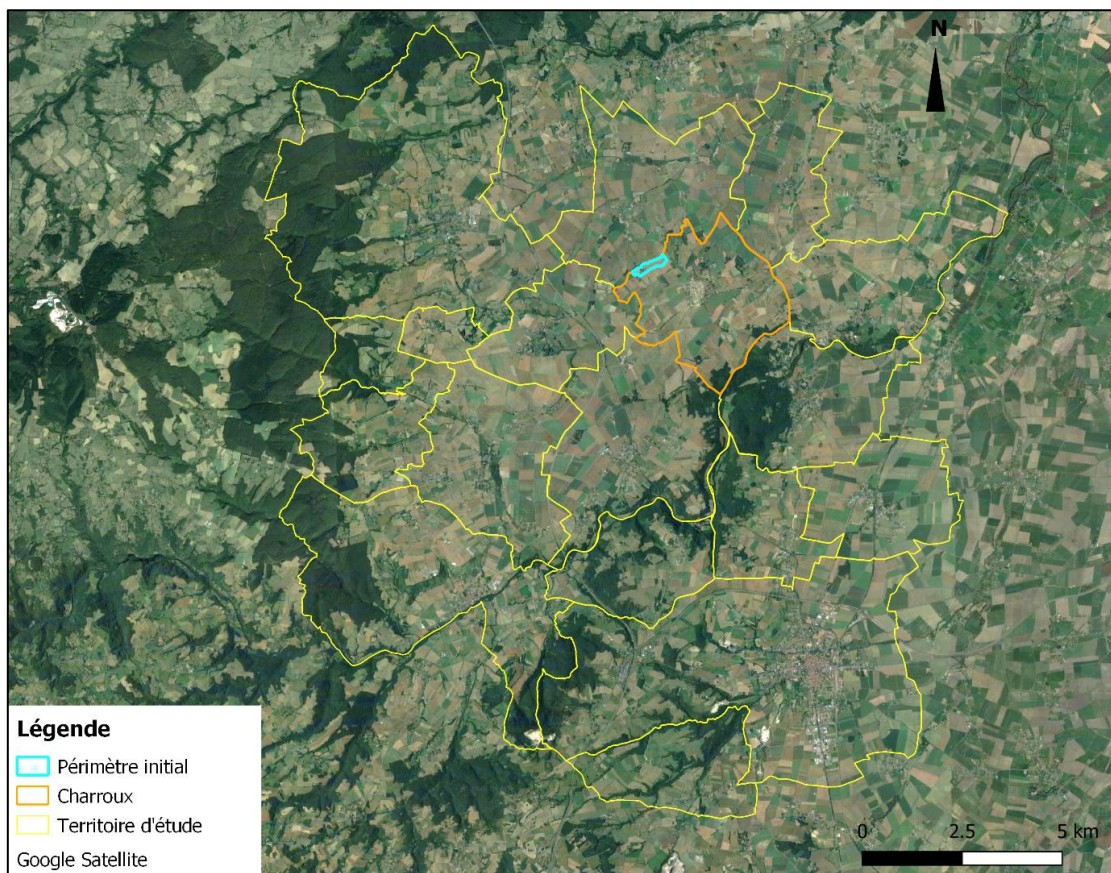 N
Légende
Périmètre initial
Charroux
Territoire d'étude
Google Satellite
0 2.5 5 km